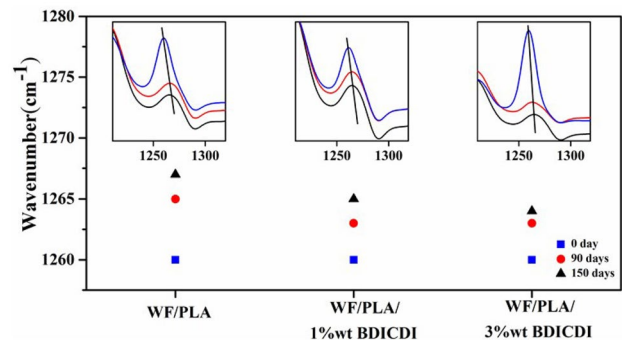 1280
1275
1270
1265
1260
Wavenumber(cm⁻¹)
1250 1300
1250 1300
1250 1300
0 day
90 days
150 days
WF/PLA
WF/PLA/
1%wt BDICDI
WF/PLA/
3%wt BDICDI